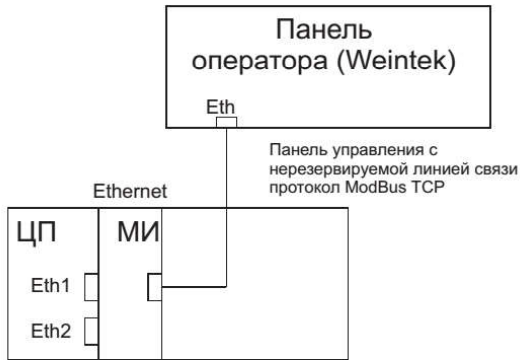 Панель
оператора (Weintek)
Eth
Панель управления с
нерезервируемой линией связи
протокол ModBus TCP
Ethernet
ЦП
МИ
Eth1
Eth2